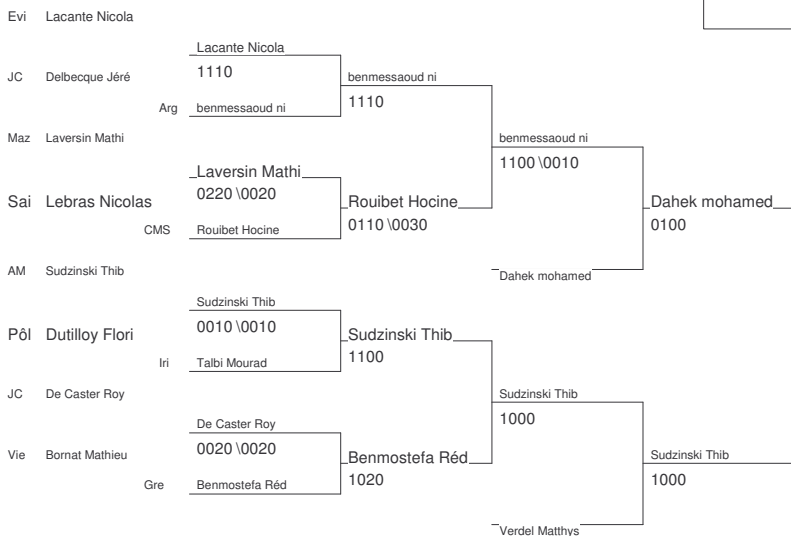 Evi Lacante Nicola
Lacante Nicola
1110
JC Delbecque Jéré
benmessaoud ni
1110
Arg benmessaoud ni
Maz Laversin Mathi
benmessaoud ni
1100 \0010
Laversin Mathi
0220 \0020
Sai Lebras Nicolas
Rouibet Hocine
0110 \0030
Dahek mohamed
0100
CMS Rouibet Hocine
AM Sudzinski Thib
Dahek mohamed
Sudzinski Thib
0010 \0010
Pôl Dutilloy Flori
Sudzinski Thib
1100
Iri Talbi Mourad
JC De Caster Roy
Sudzinski Thib
1000
De Caster Roy
0020 \0020
Vie Bornat Mathieu
Benmostefa Réd
1020
Sudzinski Thib
1000
Gre Benmostefa Réd
Verdel Matthys